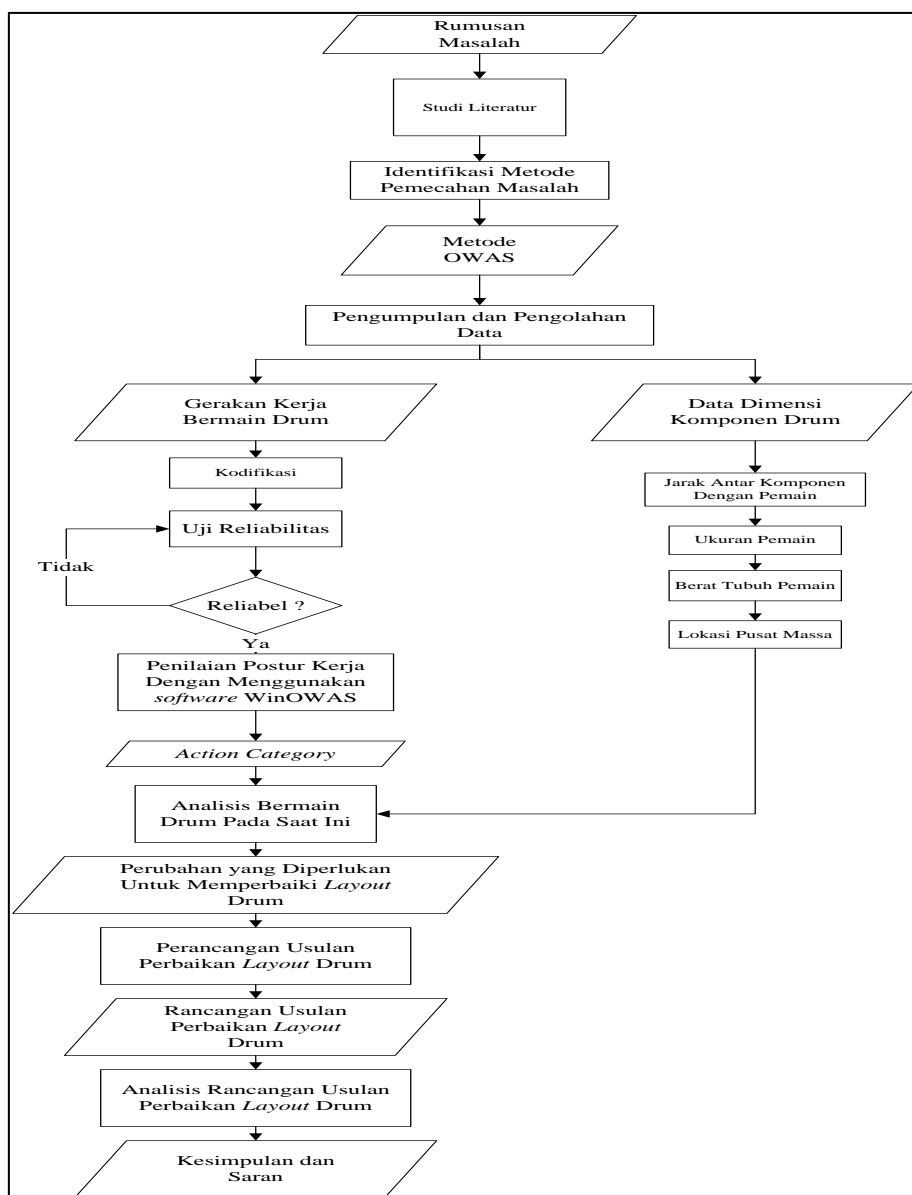 Rumusan
Masalah
Studi Literatur
Identifikasi Metode
Pemecahan Masalah
Metode
OWAS
Pengumpulan dan Pengolahan
Data
Gerakan Kerja
Bermain Drum
Kodifikasi
Uji Reliabilitas
Tidak
Reliabel ?
Ya
Penilaian Postur Kerja
Dengan Menggunakan
software WinOWAS
Action Category
Data Dimensi
Komponen Drum
Jarak Antar Komponen
Dengan Pemain
Ukuran Pemain
Berat Tubuh Pemain
Lokasi Pusat Massa
Analisis Bermain
Drum Pada Saat Ini
Perubahan yang Diperlukan
Untuk Memperbaiki Layout
Drum
Perancangan Usulan
Perbaikan Layout Drum
Rancangan Usulan
Perbaikan Layout
Drum
Analisis Rancangan Usulan
Perbaikan Layout Drum
Kesimpulan dan
Saran